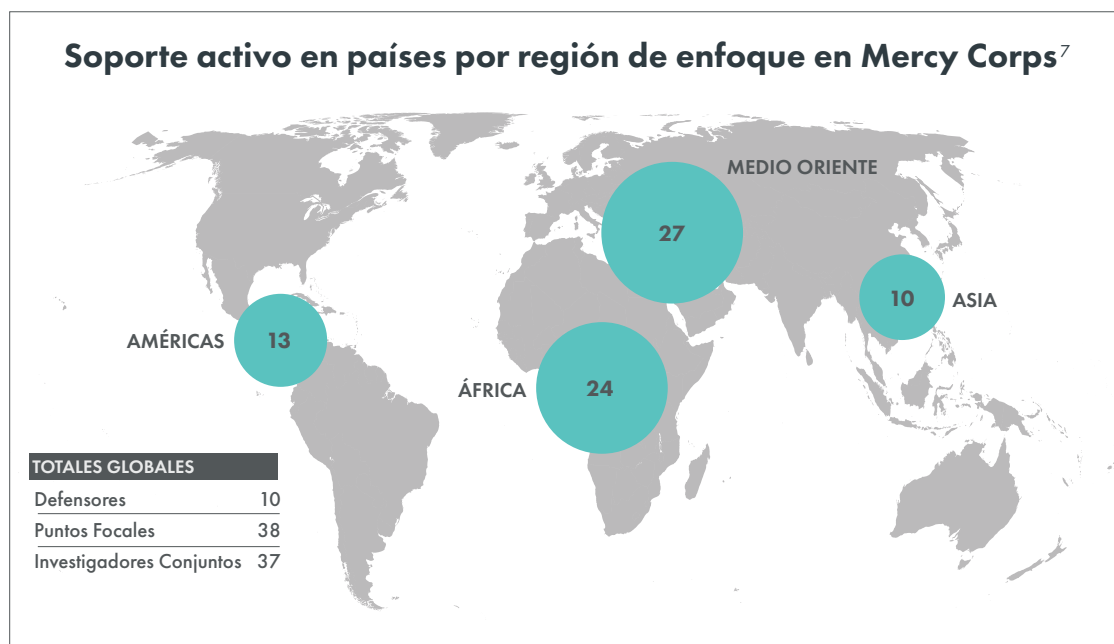 Soporte activo en países por región de enfoque en Mercy Corps7
MEDIO ORIENTE
27
10
ASIA
AMÉRICAS
13
ÁFRICA
24
TOTALES GLOBALES
Defensores 10
Puntos Focales 38
Investigadores Conjuntos 37